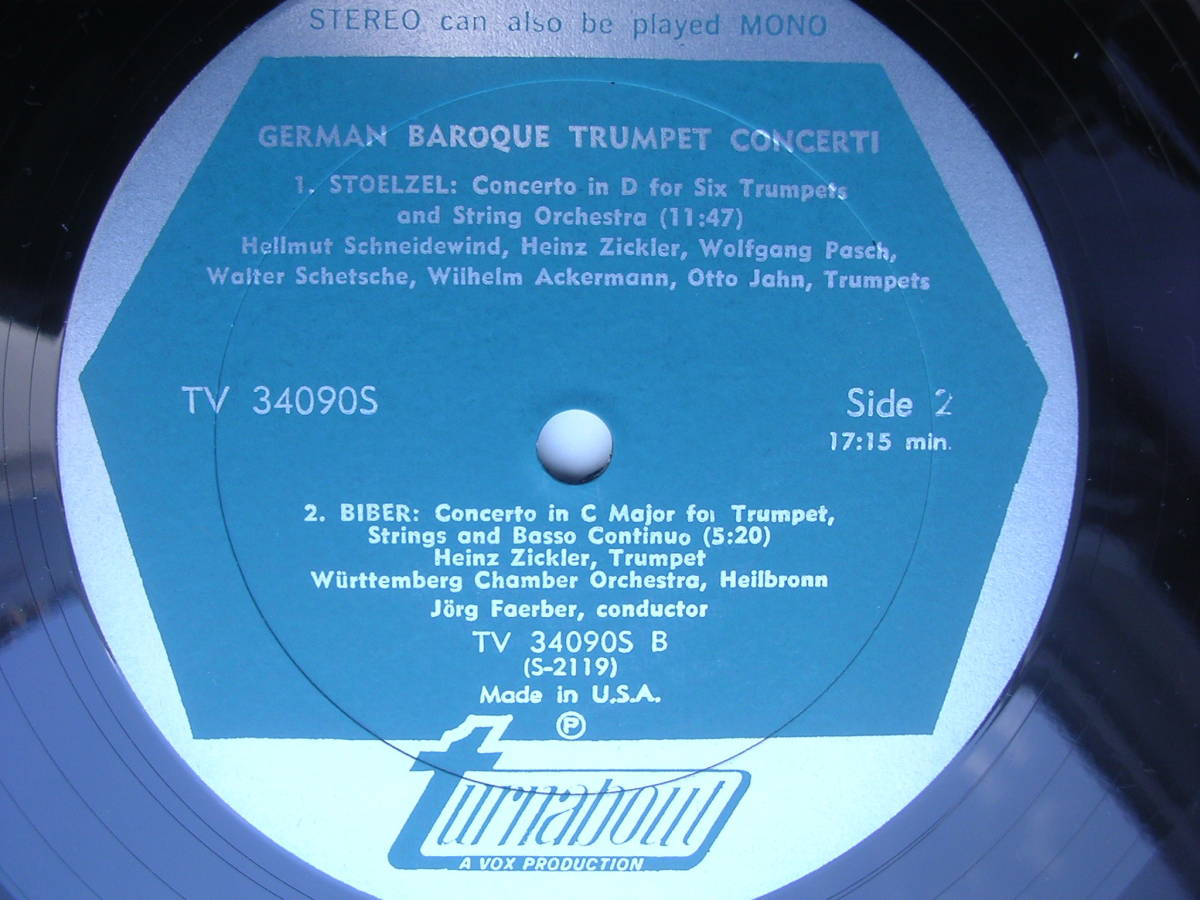 STEREO can also be played MONO
GERMAN BAROQUE TRUMPET CONCERTI
1. STOELZEL: Concerto in D for Six Trumpets
and String Orchestra (11:47)
Hellmut Schneidewind, Heinz Zickler, Wolfgang Pasch,
Walter Schetsche, Wilhelm Ackermann, Otto Jahn, Trumpets
TV 34090S
Side 2
17:15 min.
2. BIBER: Concerto in C Major for Trumpet,
Strings and Basso Continuo (5:20)
Heinz Zickler, Trumpet
Württemberg Chamber Orchestra, Heilbronn
Jörg Faerber, conductor
TV 34090S B
(S-2119)
Made in U.S.A.
℗
turnabout
A VOX PRODUCTION